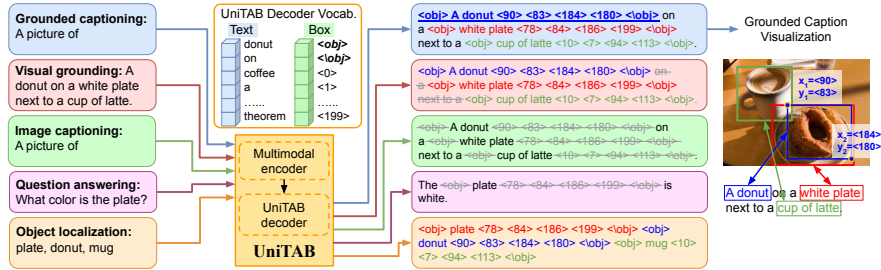 Grounded captioning:
A picture of
Visual grounding: A
donut on a white plate
next to a cup of latte.
Image captioning:
A picture of
Question answering:
What color is the plate?
Object localization:
plate, donut, mug
UniTAB Decoder Vocab.
Text
donut
on
coffee
a
......
theorem
Box
<obj>
<\obj>
<0>
<1>
......
<199>
Multimodal
encoder
UniTAB
decoder
UniTAB
<obj> A donut <90> <83> <184> <180> <\obj> on
a <obj> white plate <78> <84> <186> <199> <\obj>
next to a <obj> cup of latte <10> <7> <94> <113> <\obj>.
<obj> A donut <90> <83> <184> <180> <\obj> on
a <obj> white plate <78> <84> <186> <199> <\obj>
next to a <obj> cup of latte <10> <7> <94> <113> <\obj>.
<obj> A donut <90> <83> <184> <180> <\obj> on
a <obj> white plate <78> <84> <186> <199> <\obj>
next to a <obj> cup of latte <10> <7> <94> <113> <\obj>.
The <obj> plate <78> <84> <186> <199> <\obj> is
white.
<obj> plate <78> <84> <186> <199> <\obj> <obj>
donut <90> <83> <184> <180> <\obj> <obj> mug <10>
<7> <94> <113> <\obj>
Grounded Caption
Visualization
x1=<90>
y1=<83>
x2=<184>
y2=<180>
A donut on a white plate
next to a cup of latte.